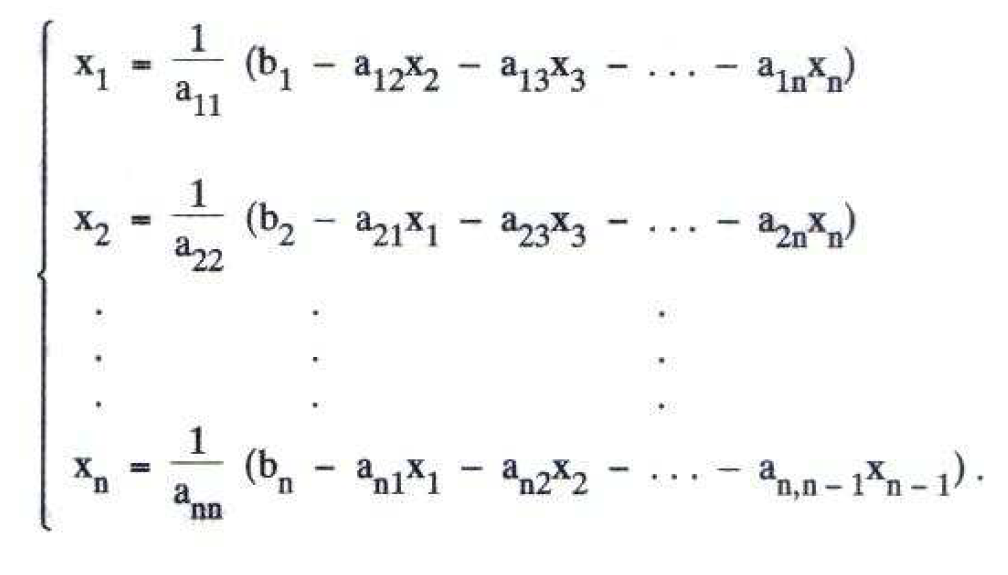 x₁ = 1/a₁₁ (b₁ − a₁₂x₂ − a₁₃x₃ − . . . − a₁ₙxₙ)
x₂ = 1/a₂₂ (b₂ − a₂₁x₁ − a₂₃x₃ − . . . − a₂ₙxₙ)
. . .
. . .
. . .
xₙ = 1/aₙₙ (bₙ − aₙ₁x₁ − aₙ₂x₂ − . . . − aₙ,ₙ₋₁xₙ₋₁) .